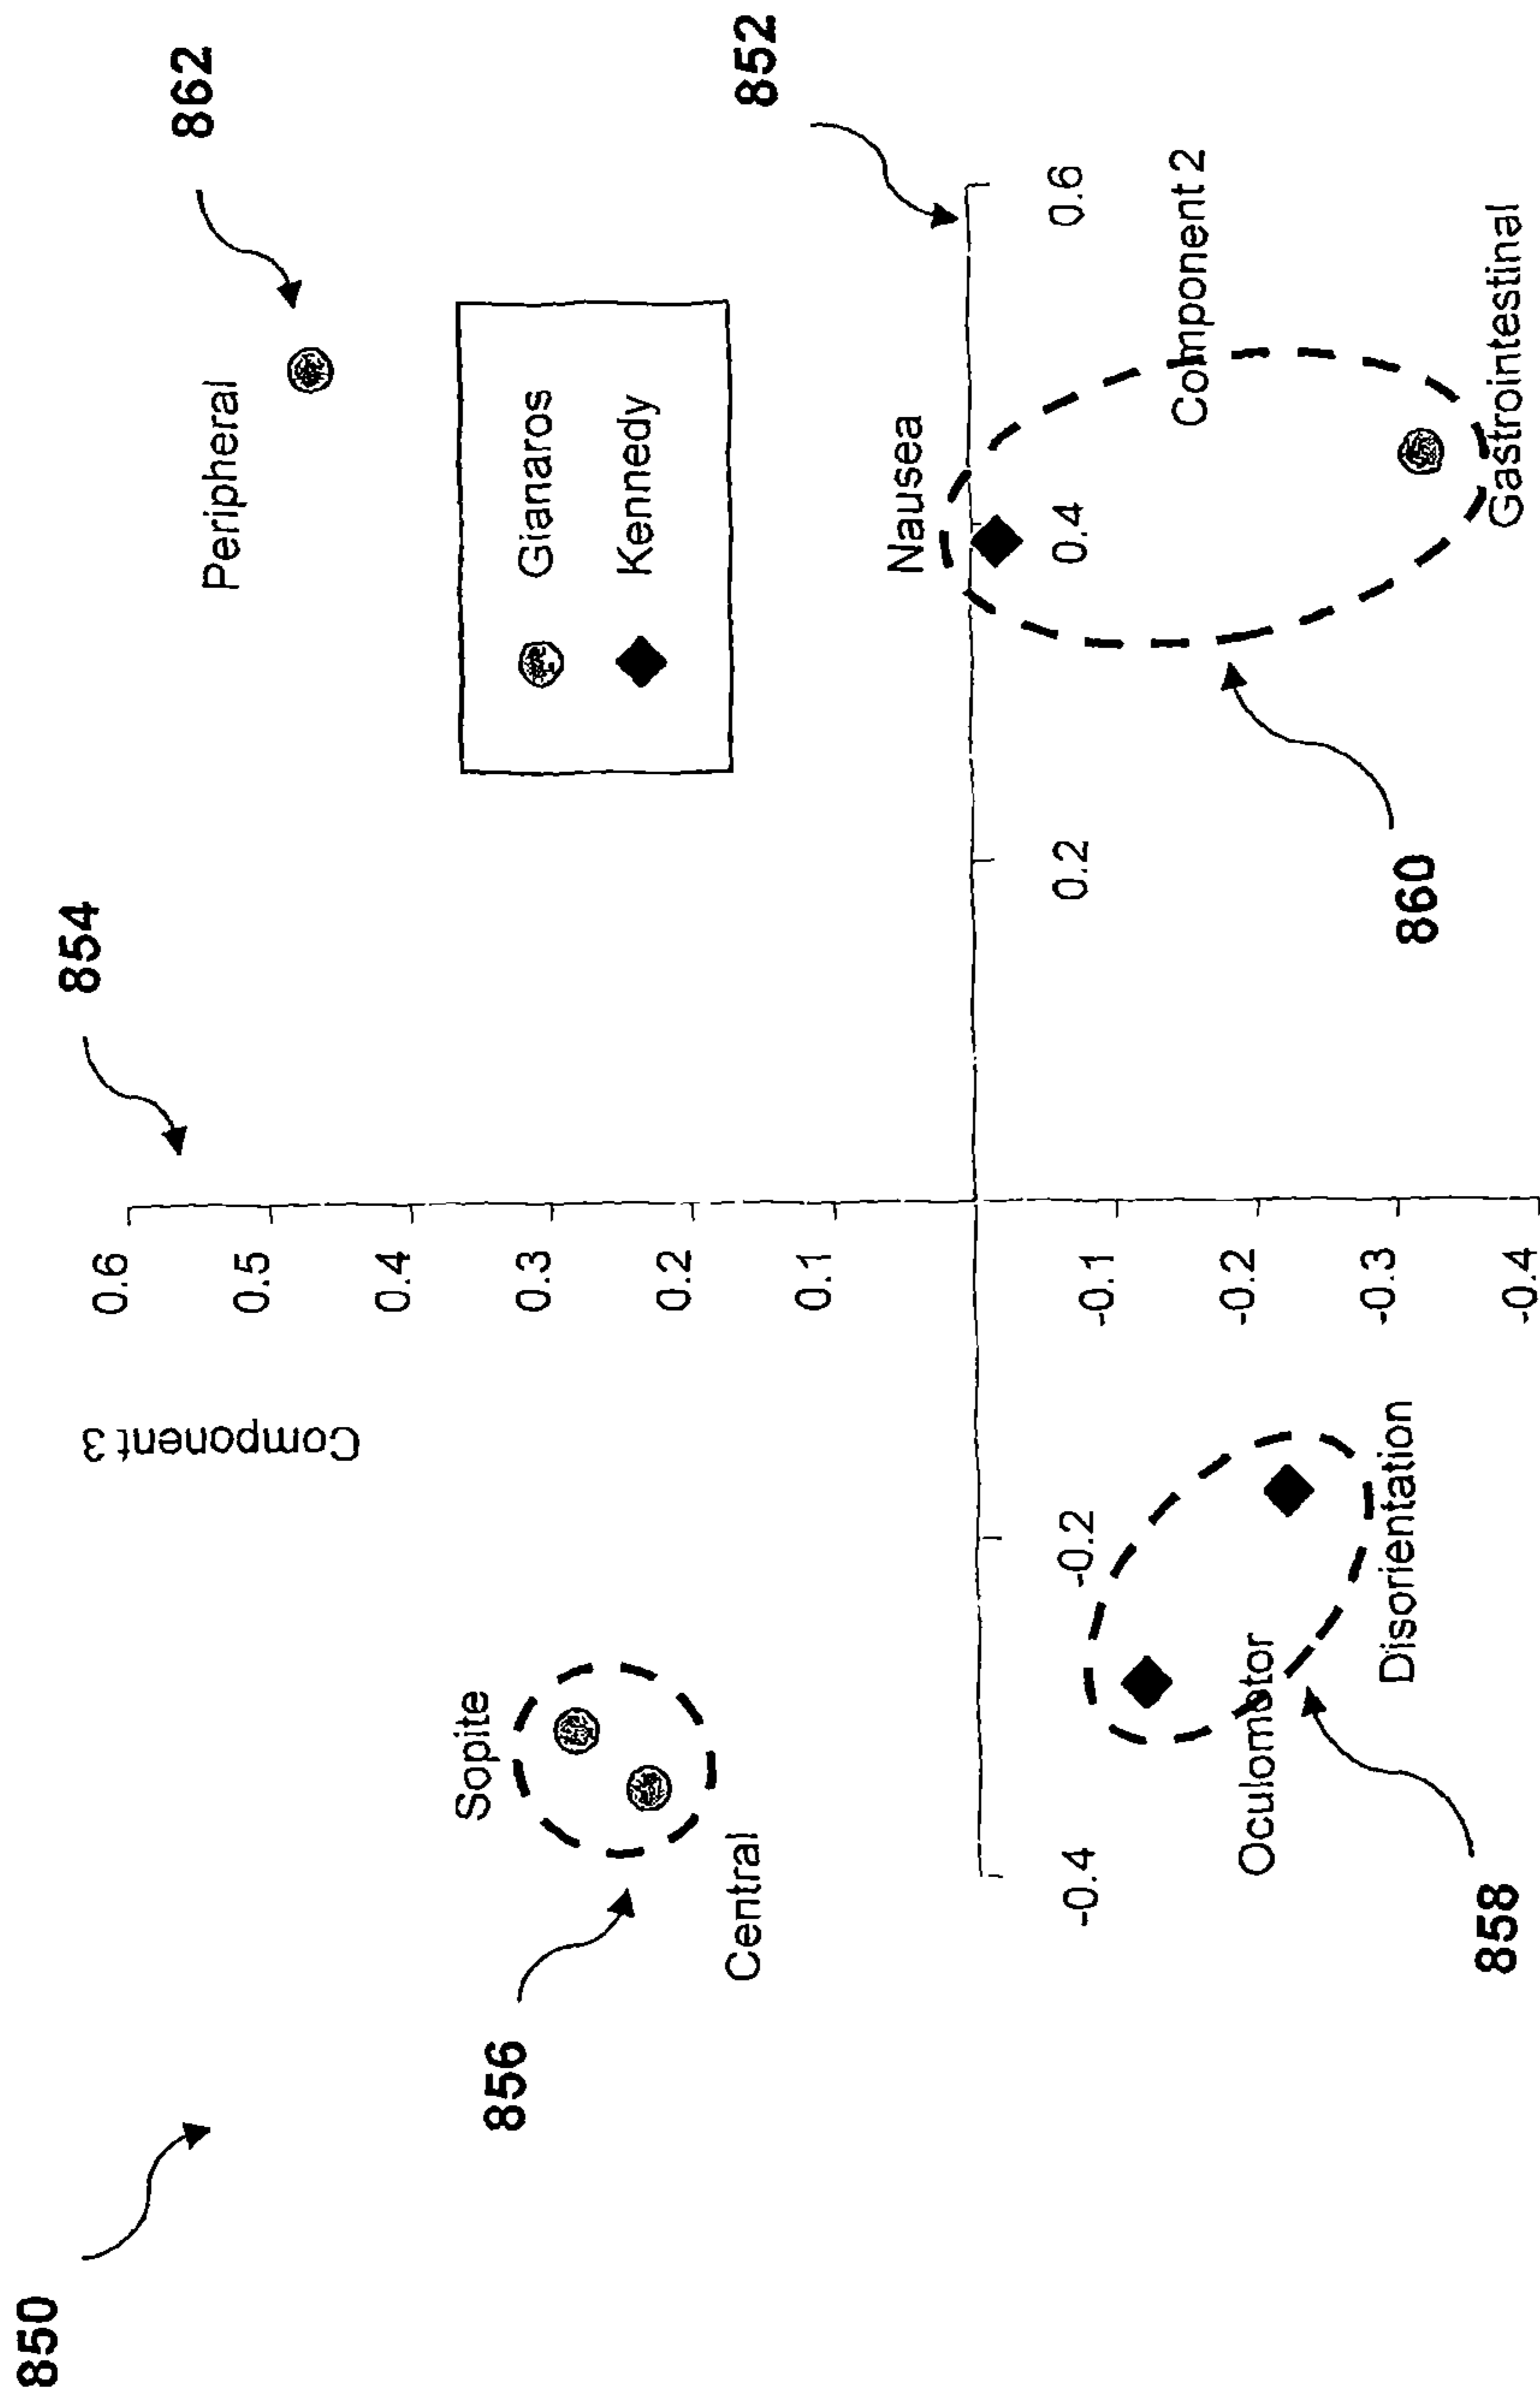 850
854
862
852
856
858
860
Component 3
0.6
0.5
0.4
0.3
0.2
0.1
-0.1
-0.2
-0.3
-0.4
-0.4
-0.2
0.2
0.4
0.6
Component 2
Peripheral
Gianaros
Kennedy
Sopite
Central
Nausea
Gastrointestinal
Oculomotor
Disorientation